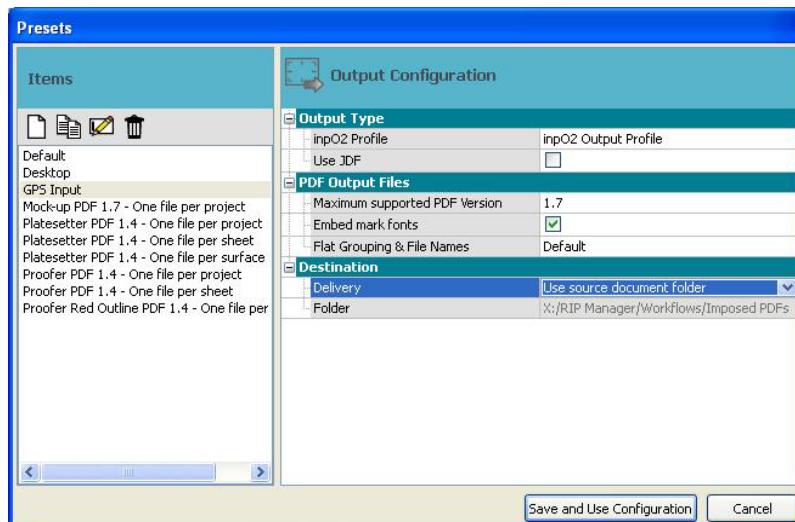 Presets
Items
Default
Desktop
GPS Input
Mock-up PDF 1.7 - One file per project
Platesetter PDF 1.4 - One file per project
Platesetter PDF 1.4 - One file per sheet
Platesetter PDF 1.4 - One file per surface
Proofer PDF 1.4 - One file per project
Proofer PDF 1.4 - One file per sheet
Proofer Red Outline PDF 1.4 - One file per
Output Configuration
Output Type
inpO2 Profile inpO2 Output Profile
Use JDF
PDF Output Files
Maximum supported PDF Version 1.7
Embed mark fonts
Flat Grouping & File Names Default
Destination
Delivery Use source document folder
Folder X:/RIP Manager/Workflows/Imposed PDFs
Save and Use Configuration Cancel